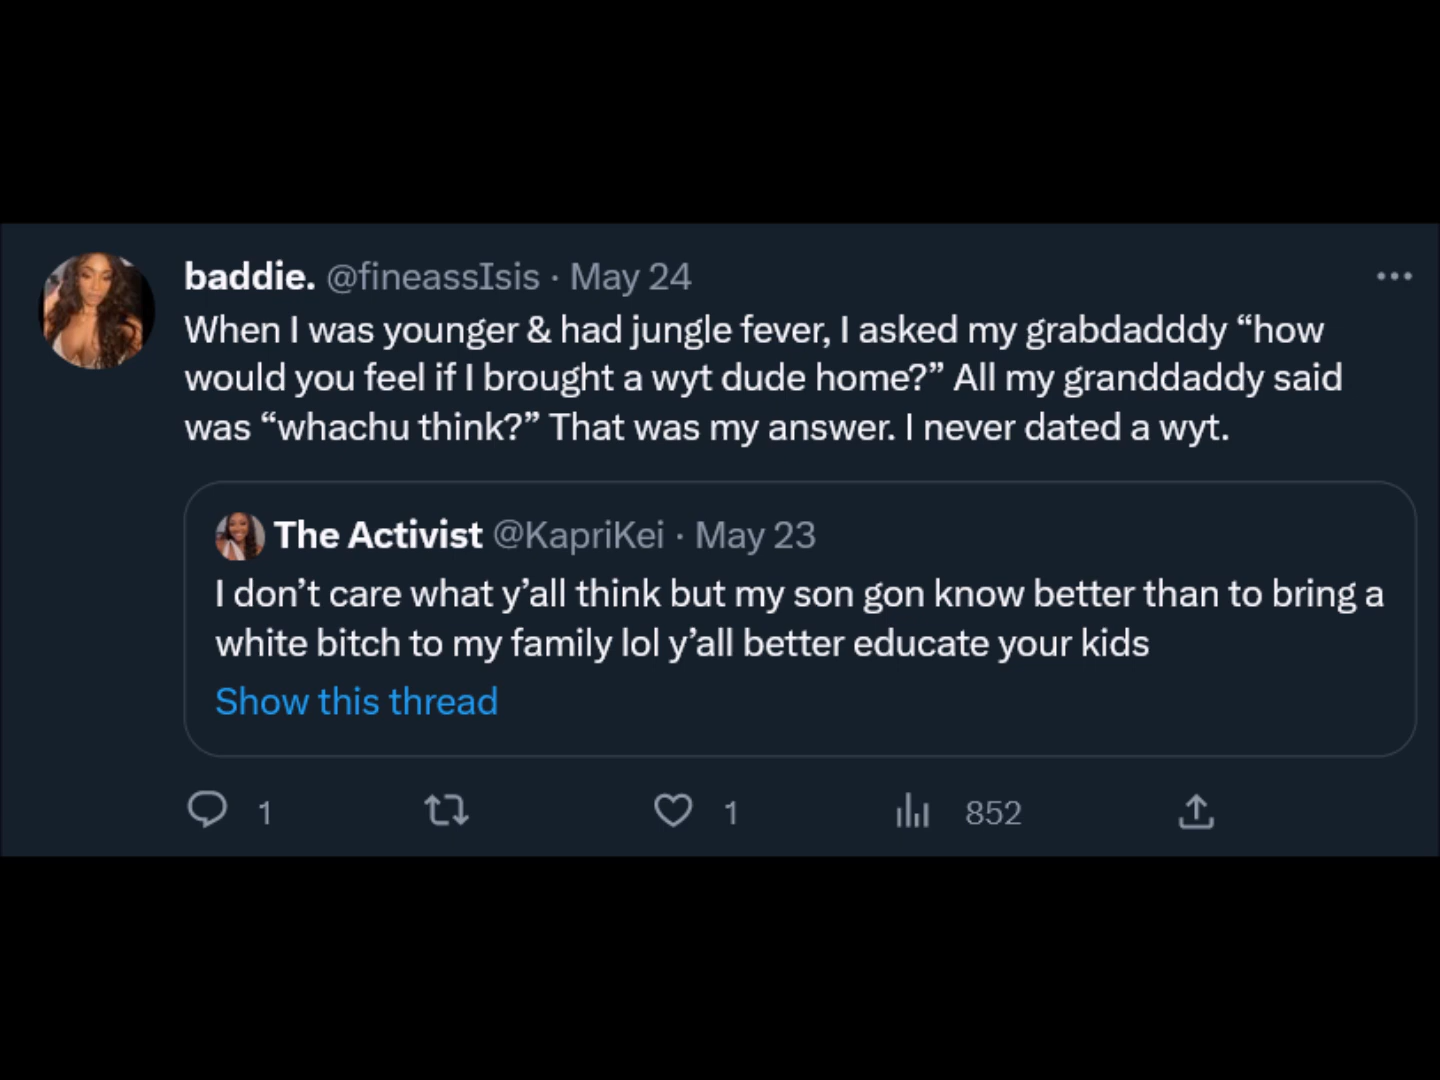 baddie. @fineassIsis · May 24
When I was younger & had jungle fever, I asked my grabdadddy “how
would you feel if I brought a wyt dude home?” All my granddaddy said
was “whachu think?” That was my answer. I never dated a wyt.
The Activist @KapriKei · May 23
I don’t care what y’all think but my son gon know better than to bring a
white bitch to my family lol y’all better educate your kids
Show this thread
1 1 852